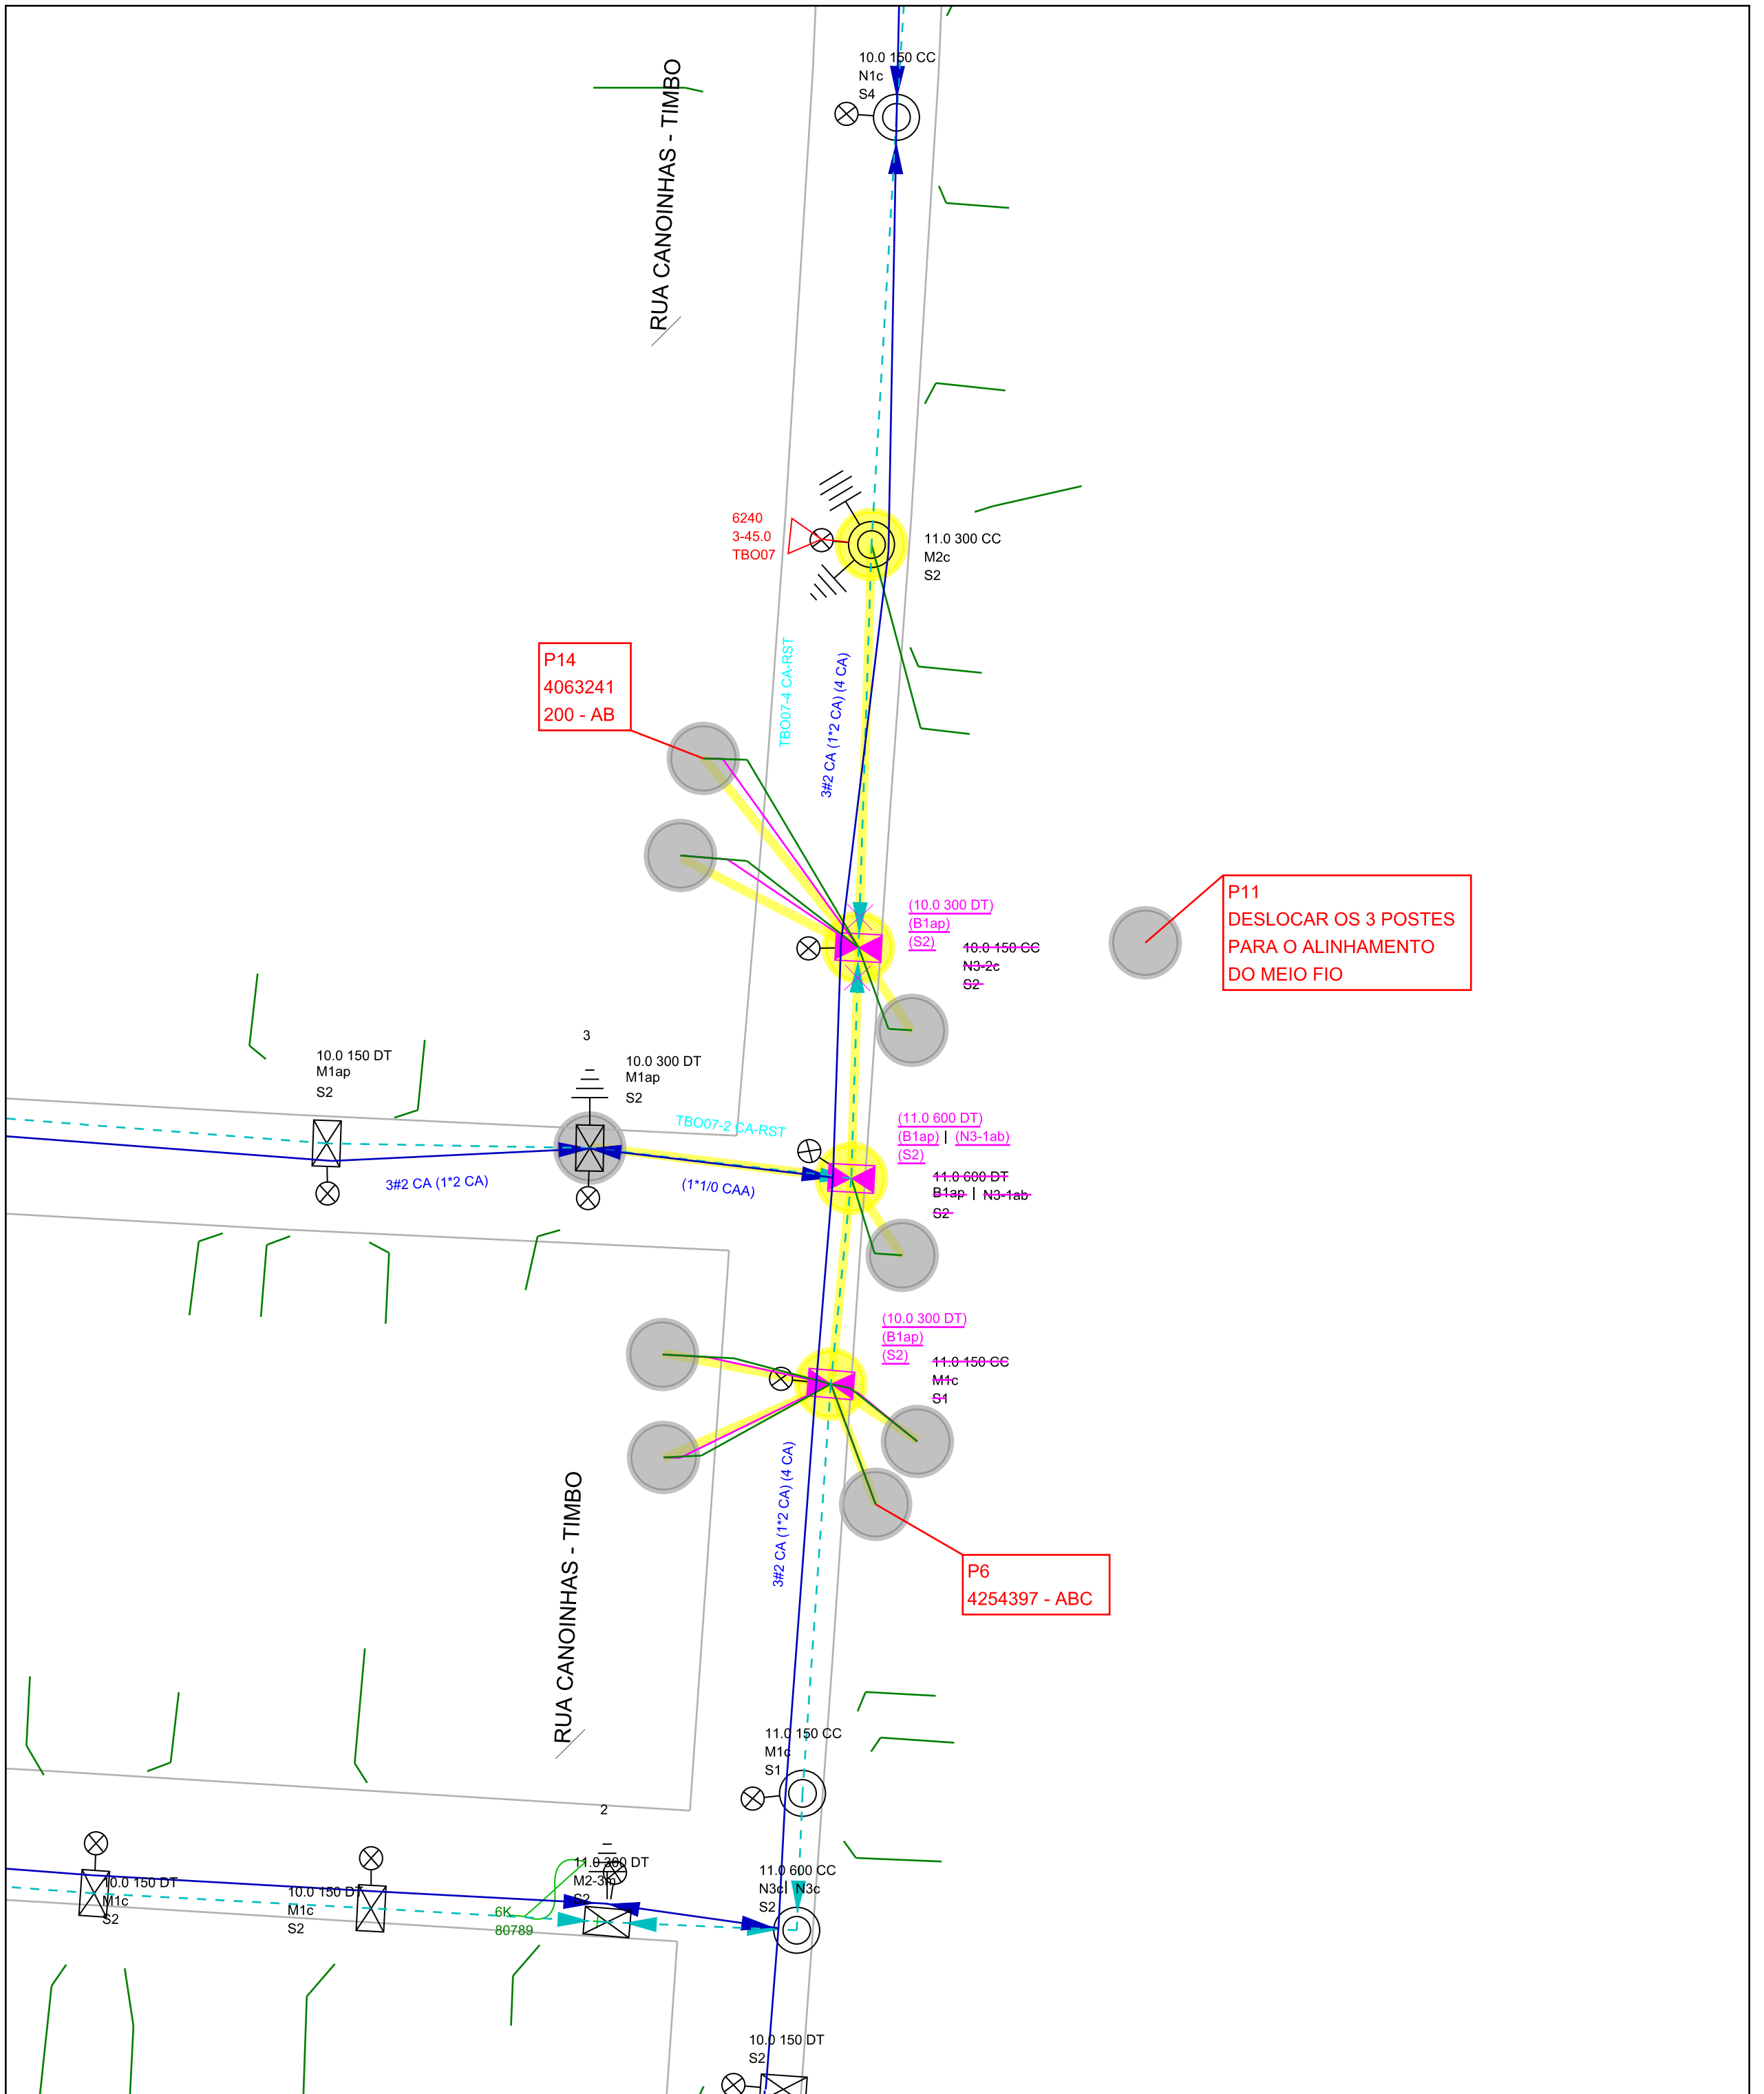 10.0 150 CC
N1c
S4
RUA CANOINHAS - TIMBO
6240
3-45.0
TBO07
11.0 300 CC
M2c
S2
P14
4063241
200 - AB
TBO07-4 CA-RST
3#2 CA (1*2 CA) (4 CA)
(10.0 300 DT)
(B1ap)
(S2)
10.0 150 CC
N3-2c
S2
P11
DESLOCAR OS 3 POSTES
PARA O ALINHAMENTO
DO MEIO FIO
10.0 150 DT
M1ap
S2
3
10.0 300 DT
M1ap
S2
TBO07-2 CA-RST
3#2 CA (1*2 CA)
(1*1/0 CAA)
(11.0 600 DT)
(B1ap) | (N3-1ab)
(S2)
11.0 600 DT
B1ap | N3-1ab
S2
(10.0 300 DT)
(B1ap)
(S2)
11.0 150 CC
M1c
S1
3#2 CA (1*2 CA) (4 CA)
RUA CANOINHAS - TIMBO
P6
4254397 - ABC
11.0 150 CC
M1c
S1
2
10.0 150 DT
M1c
S2
10.0 150 DT
M1c
S2
11.0 300 DT
M2-3
S2
6K
80789
11.0 600 CC
N3c| N3c
S2
10.0 150 DT
S2